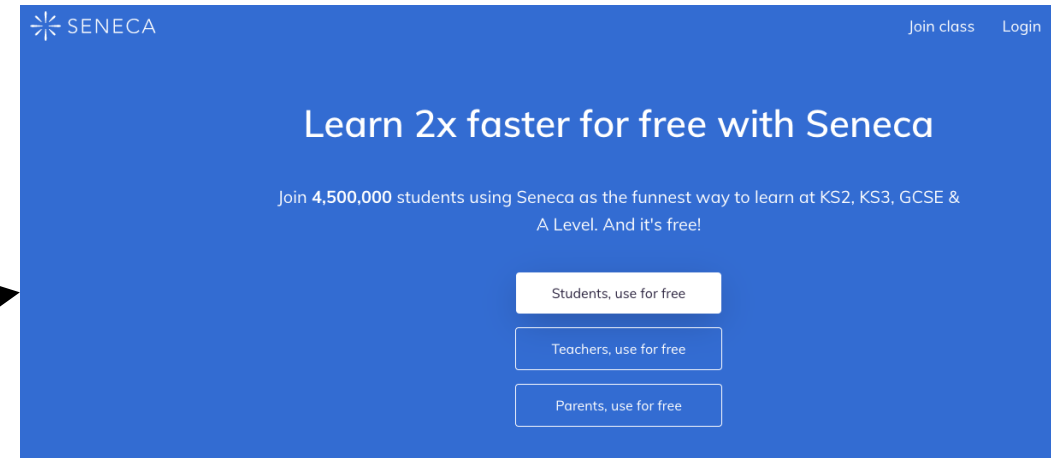 SENECA
Join class Login
Learn 2x faster for free with Seneca
Join 4,500,000 students using Seneca as the funnest way to learn at KS2, KS3, GCSE &
A Level. And it's free!
Students, use for free
Teachers, use for free
Parents, use for free